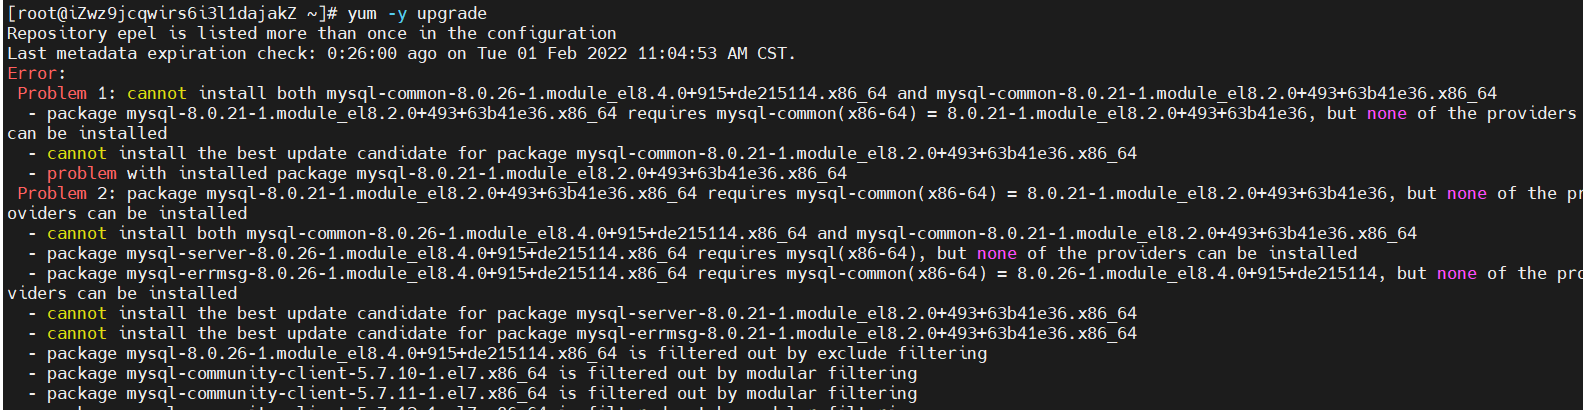 [root@iZwz9jcqwirs6i3l1dajakZ ~]# yum -y upgrade
Repository epel is listed more than once in the configuration
Last metadata expiration check: 0:26:00 ago on Tue 01 Feb 2022 11:04:53 AM CST.
Error:
 Problem 1: cannot install both mysql-common-8.0.26-1.module_el8.4.0+915+de215114.x86_64 and mysql-common-8.0.21-1.module_el8.2.0+493+63b41e36.x86_64
  - package mysql-8.0.21-1.module_el8.2.0+493+63b41e36.x86_64 requires mysql-common(x86-64) = 8.0.21-1.module_el8.2.0+493+63b41e36, but none of the providers
can be installed
  - cannot install the best update candidate for package mysql-common-8.0.21-1.module_el8.2.0+493+63b41e36.x86_64
  - problem with installed package mysql-8.0.21-1.module_el8.2.0+493+63b41e36.x86_64
 Problem 2: package mysql-8.0.21-1.module_el8.2.0+493+63b41e36.x86_64 requires mysql-common(x86-64) = 8.0.21-1.module_el8.2.0+493+63b41e36, but none of the pr
oviders can be installed
  - cannot install both mysql-common-8.0.26-1.module_el8.4.0+915+de215114.x86_64 and mysql-common-8.0.21-1.module_el8.2.0+493+63b41e36.x86_64
  - package mysql-server-8.0.26-1.module_el8.4.0+915+de215114.x86_64 requires mysql(x86-64), but none of the providers can be installed
  - package mysql-errmsg-8.0.26-1.module_el8.4.0+915+de215114.x86_64 requires mysql-common(x86-64) = 8.0.26-1.module_el8.4.0+915+de215114, but none of the pro
viders can be installed
  - cannot install the best update candidate for package mysql-server-8.0.21-1.module_el8.2.0+493+63b41e36.x86_64
  - cannot install the best update candidate for package mysql-errmsg-8.0.21-1.module_el8.2.0+493+63b41e36.x86_64
  - package mysql-8.0.26-1.module_el8.4.0+915+de215114.x86_64 is filtered out by exclude filtering
  - package mysql-community-client-5.7.10-1.el7.x86_64 is filtered out by modular filtering
  - package mysql-community-client-5.7.11-1.el7.x86_64 is filtered out by modular filtering